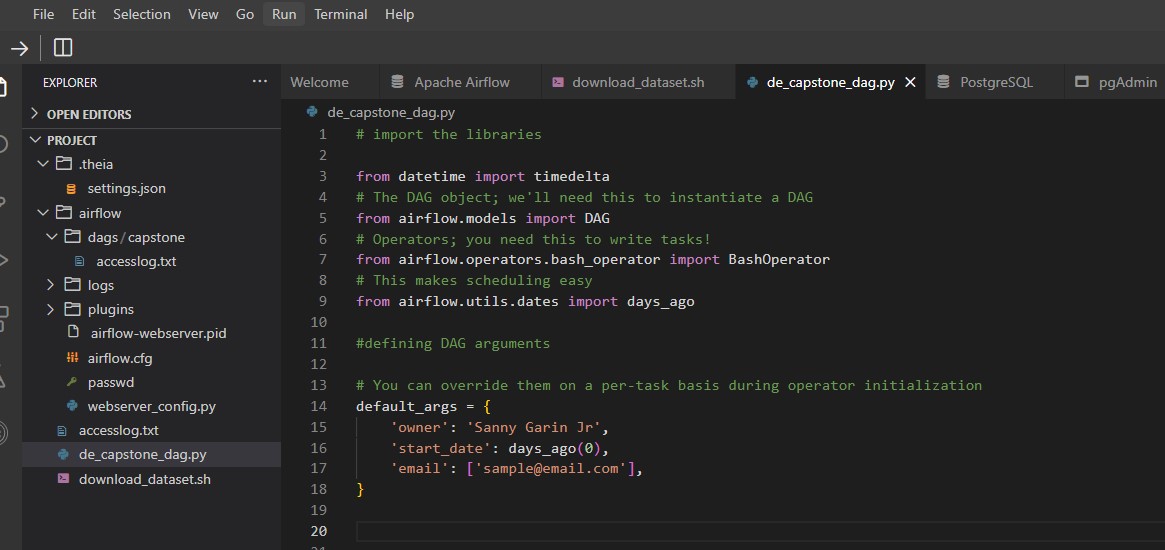 File Edit Selection View Go Run Terminal Help
EXPLORER ...
Welcome Apache Airflow download_dataset.sh de_capstone_dag.py PostgreSQL pgAdmin
OPEN EDITORS
PROJECT
.theia
settings.json
airflow
dags/capstone
accesslog.txt
logs
plugins
airflow-webserver.pid
airflow.cfg
passwd
webserver_config.py
accesslog.txt
de_capstone_dag.py
download_dataset.sh
de_capstone_dag.py
1 # import the libraries
2
3 from datetime import timedelta
4 # The DAG object; we'll need this to instantiate a DAG
5 from airflow.models import DAG
6 # Operators; you need this to write tasks!
7 from airflow.operators.bash_operator import BashOperator
8 # This makes scheduling easy
9 from airflow.utils.dates import days_ago
10
11 #defining DAG arguments
12
13 # You can override them on a per-task basis during operator initialization
14 default_args = {
15 'owner': 'Sanny Garin Jr',
16 'start_date': days_ago(0),
17 'email': ['sample@email.com'],
18 }
19
20